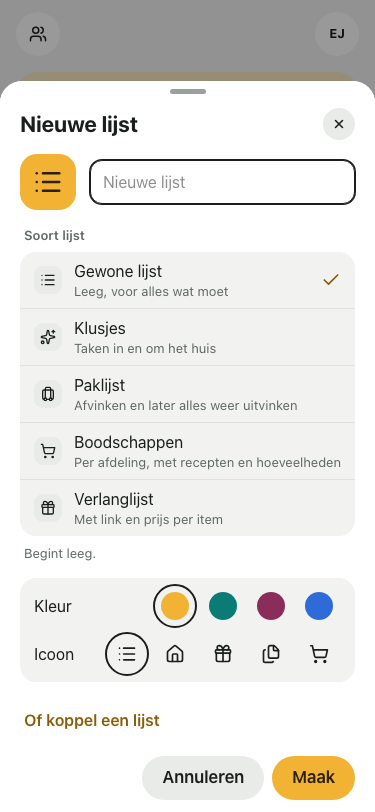 EJ
Nieuwe lijst
Nieuwe lijst
Soort lijst
Gewone lijst
Leeg, voor alles wat moet
Klusjes
Taken in en om het huis
Paklijst
Afvinken en later alles weer uitvinken
Boodschappen
Per afdeling, met recepten en hoeveelheden
Verlanglijst
Met link en prijs per item
Begint leeg.
Kleur
Icoon
Of koppel een lijst
Annuleren
Maak